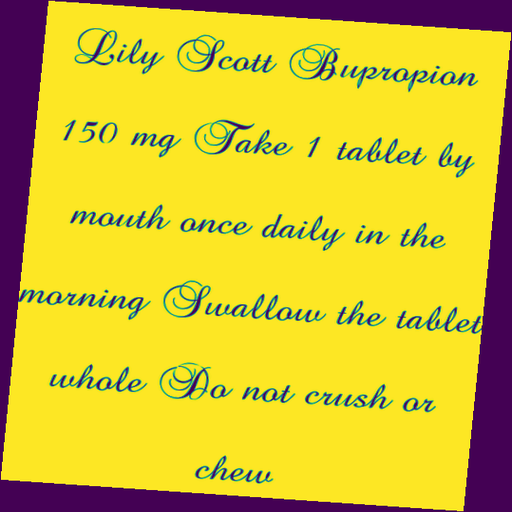 Lily Scott Bupropion
150 mg Take 1 tablet by
mouth once daily in the
morning Swallow the tablet
whole Do not crush or
chew